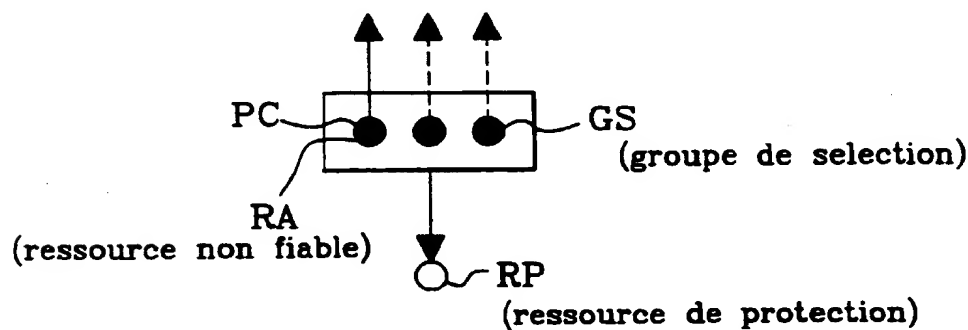 PC
GS
(groupe de selection)
RA
(ressource non fiable)
RP
(ressource de protection)